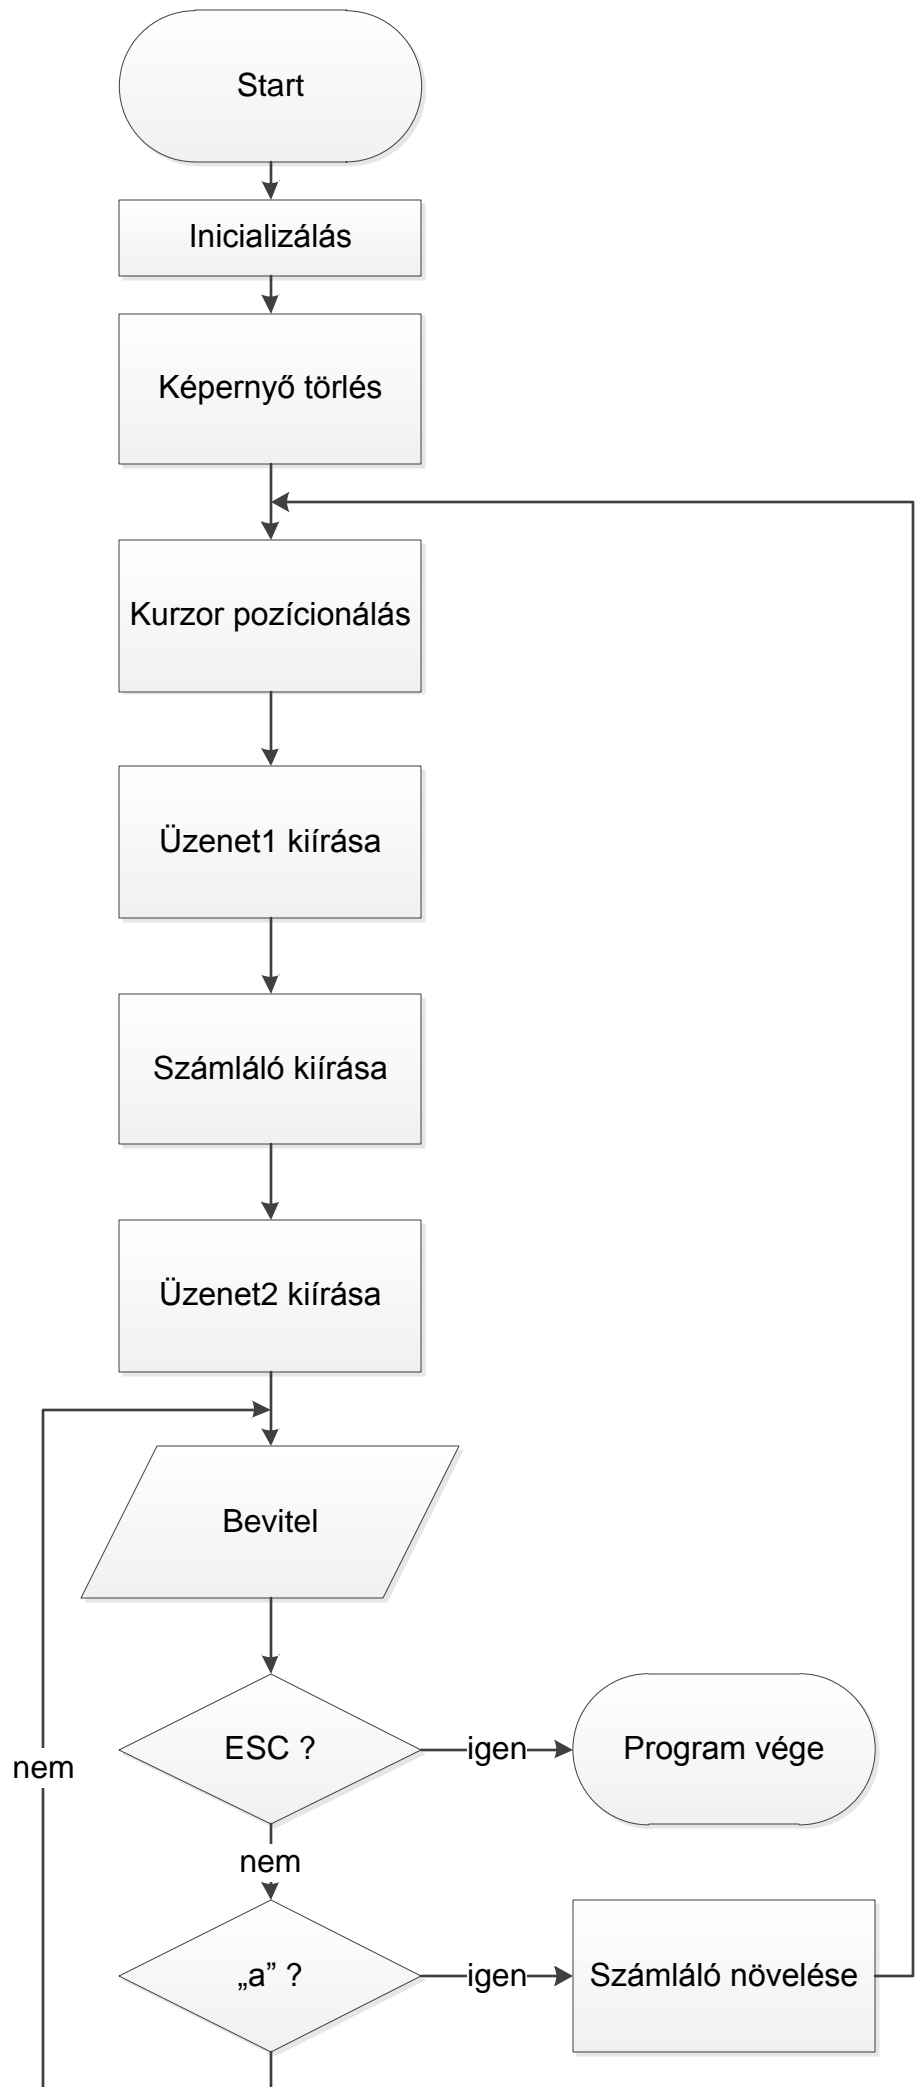 Start
Inicializálás
Képernyő törlés
Kurzor pozícionálás
Üzenet1 kiírása
Számláló kiírása
Üzenet2 kiírása
Bevitel
ESC ?
igen
Program vége
nem
nem
„a” ?
igen
Számláló növelése